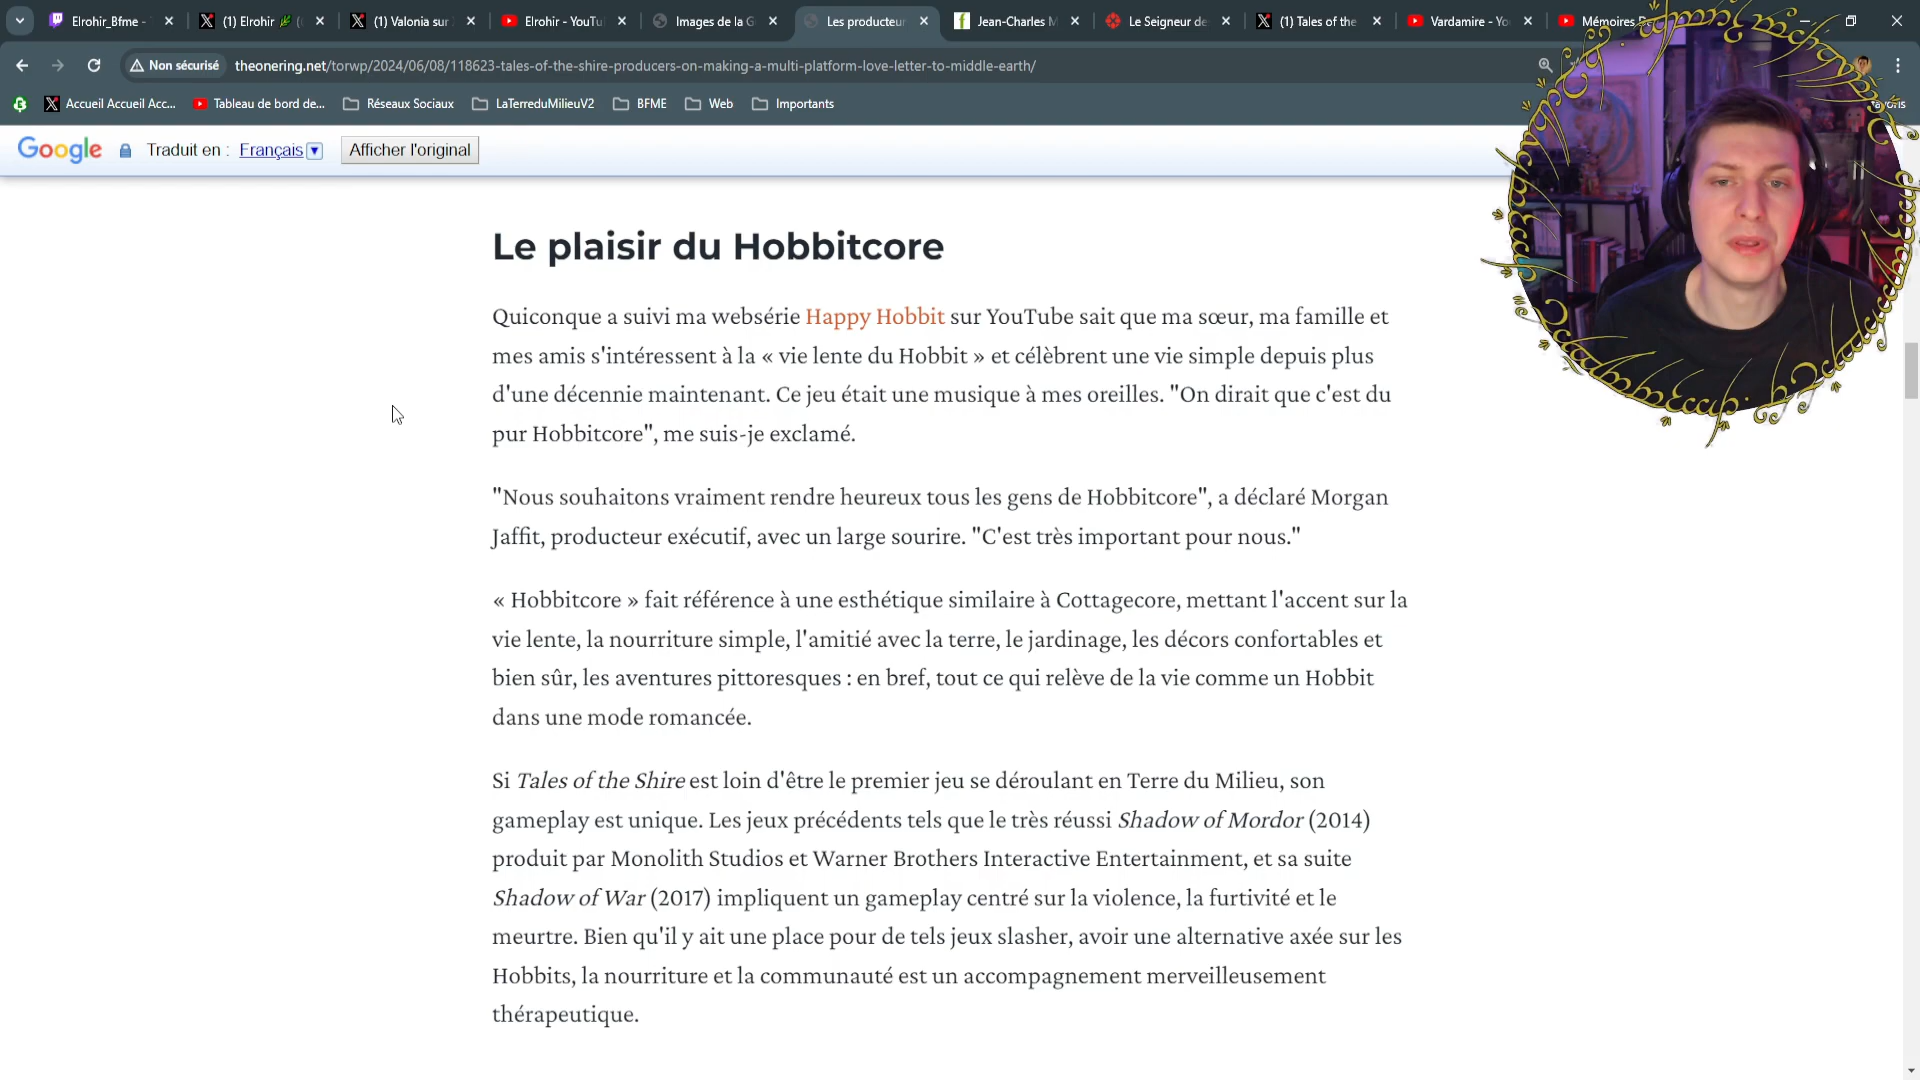 Elrohir_Bfme -
(1) Elrohir
(1) Valonia sur
Elrohir - YouTu
Images de la G
Les producteur
Jean-Charles M
Le Seigneur de
(1) Tales of the
Vardamire - Yo
Mémoires De
Non sécurisé
theonering.net/torwp/2024/06/08/118623-tales-of-the-shire-producers-on-making-a-multi-platform-love-letter-to-middle-earth/
Accueil Accueil Acc...
Tableau de bord de...
Réseaux Sociaux
LaTerreduMilieuV2
BFME
Web
Importants
Google
Traduit en :
Français
Afficher l'original
Le plaisir du Hobbitcore
Quiconque a suivi ma websérie Happy Hobbit sur YouTube sait que ma sœur, ma famille et
mes amis s'intéressent à la « vie lente du Hobbit » et célèbrent une vie simple depuis plus
d'une décennie maintenant. Ce jeu était une musique à mes oreilles. "On dirait que c'est du
pur Hobbitcore", me suis-je exclamé.
"Nous souhaitons vraiment rendre heureux tous les gens de Hobbitcore", a déclaré Morgan
Jaffit, producteur exécutif, avec un large sourire. "C'est très important pour nous."
« Hobbitcore » fait référence à une esthétique similaire à Cottagecore, mettant l'accent sur la
vie lente, la nourriture simple, l'amitié avec la terre, le jardinage, les décors confortables et
bien sûr, les aventures pittoresques : en bref, tout ce qui relève de la vie comme un Hobbit
dans une mode romancée.
Si Tales of the Shire est loin d'être le premier jeu se déroulant en Terre du Milieu, son
gameplay est unique. Les jeux précédents tels que le très réussi Shadow of Mordor (2014)
produit par Monolith Studios et Warner Brothers Interactive Entertainment, et sa suite
Shadow of War (2017) impliquent un gameplay centré sur la violence, la furtivité et le
meurtre. Bien qu'il y ait une place pour de tels jeux slasher, avoir une alternative axée sur les
Hobbits, la nourriture et la communauté est un accompagnement merveilleusement
thérapeutique.